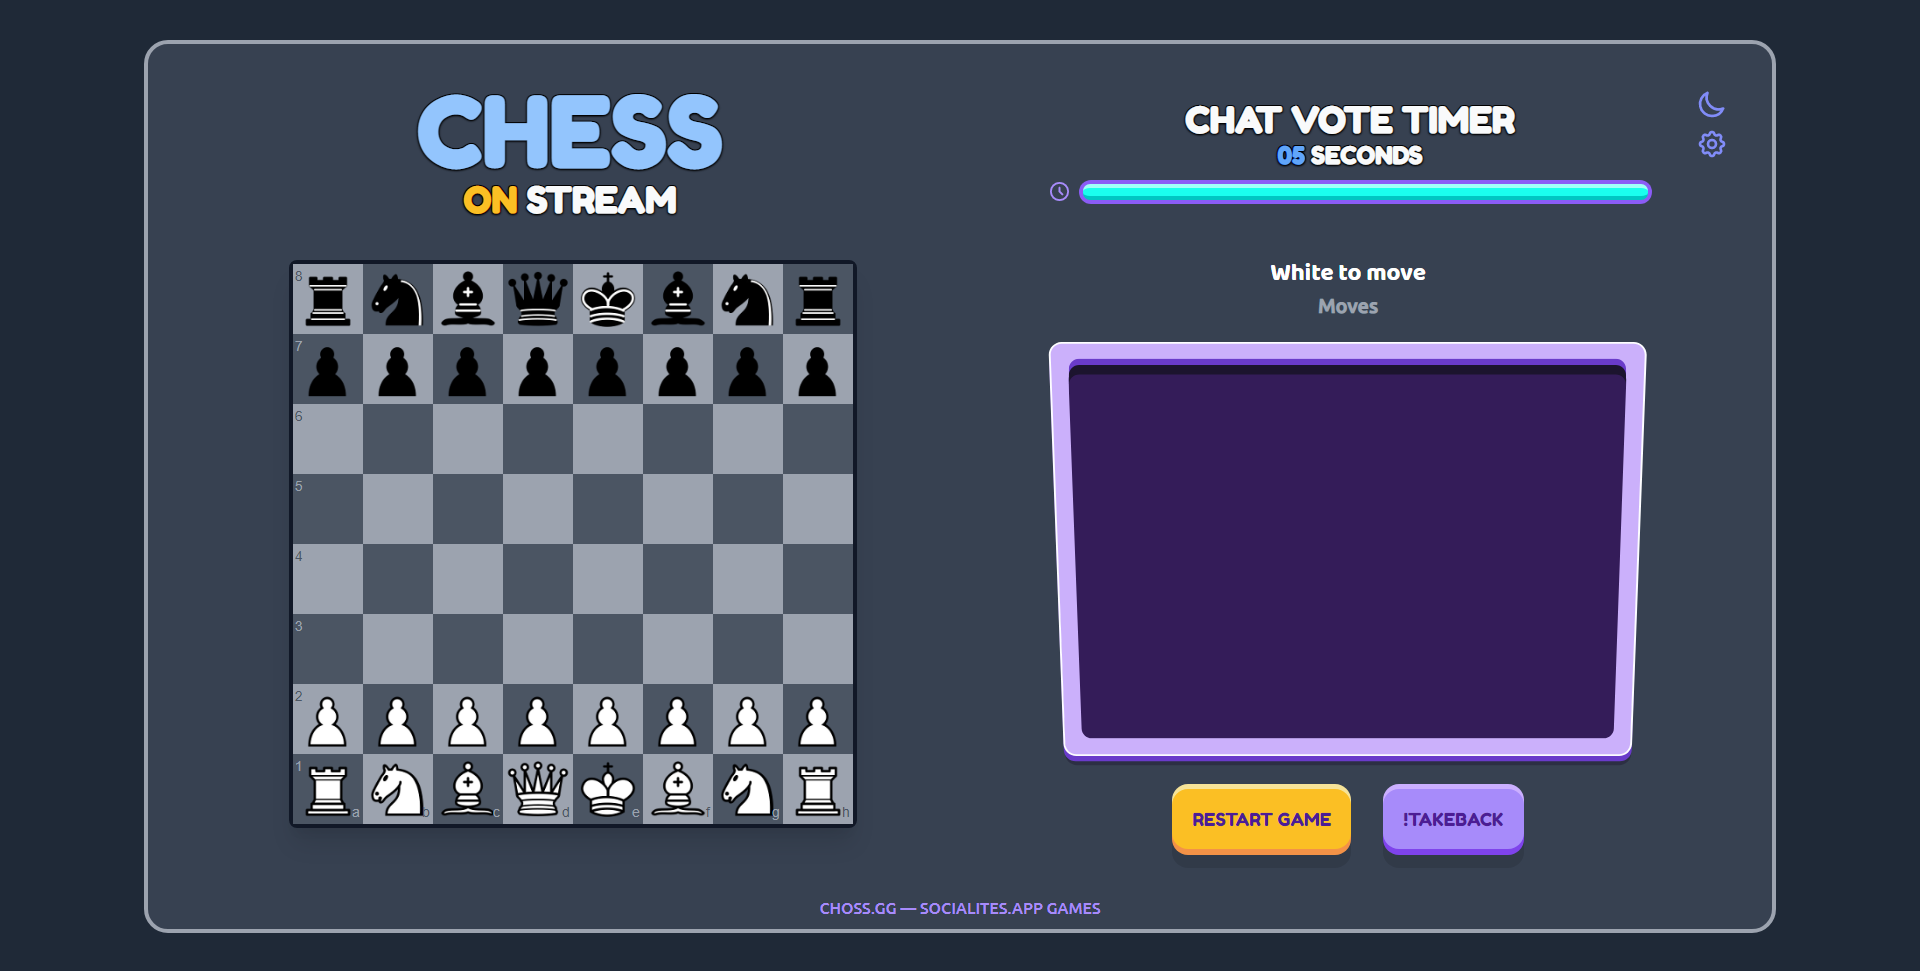 CHESS
ON STREAM
CHAT VOTE TIMER
05 SECONDS
White to move
Moves
8
7
6
5
4
3
2
1
a b c d e f g h
RESTART GAME
!TAKEBACK
CHOSS.GG — SOCIALITES.APP GAMES